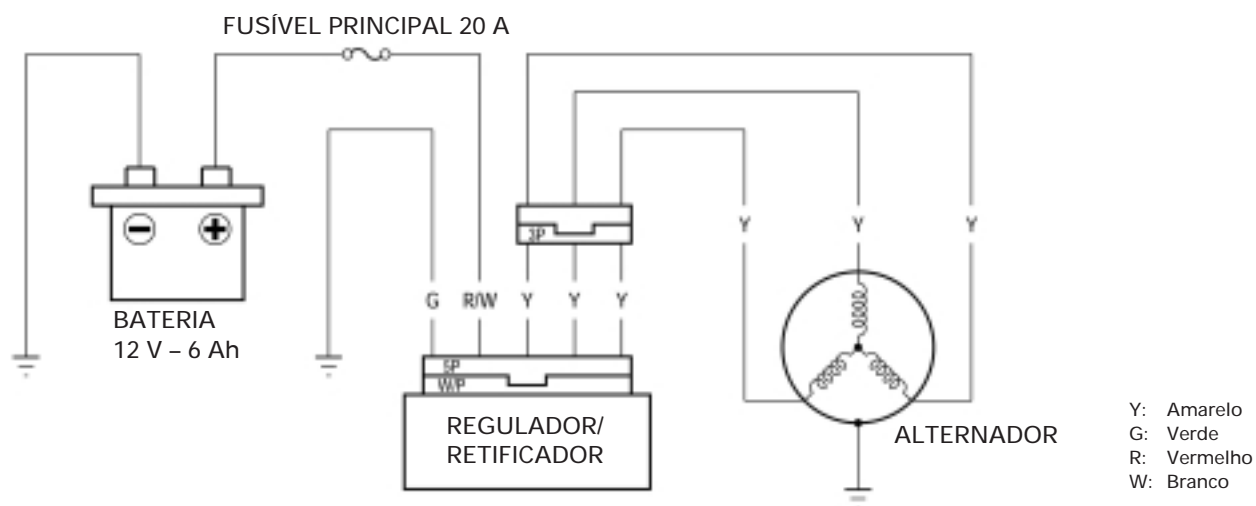 FUSÍVEL PRINCIPAL 20 A
3P
Y
Y
Y
G
R/W
Y
Y
Y
BATERIA
12 V – 6 Ah
5P
W/P
REGULADOR/
RETIFICADOR
ALTERNADOR
Y: Amarelo
G: Verde
R: Vermelho
W: Branco